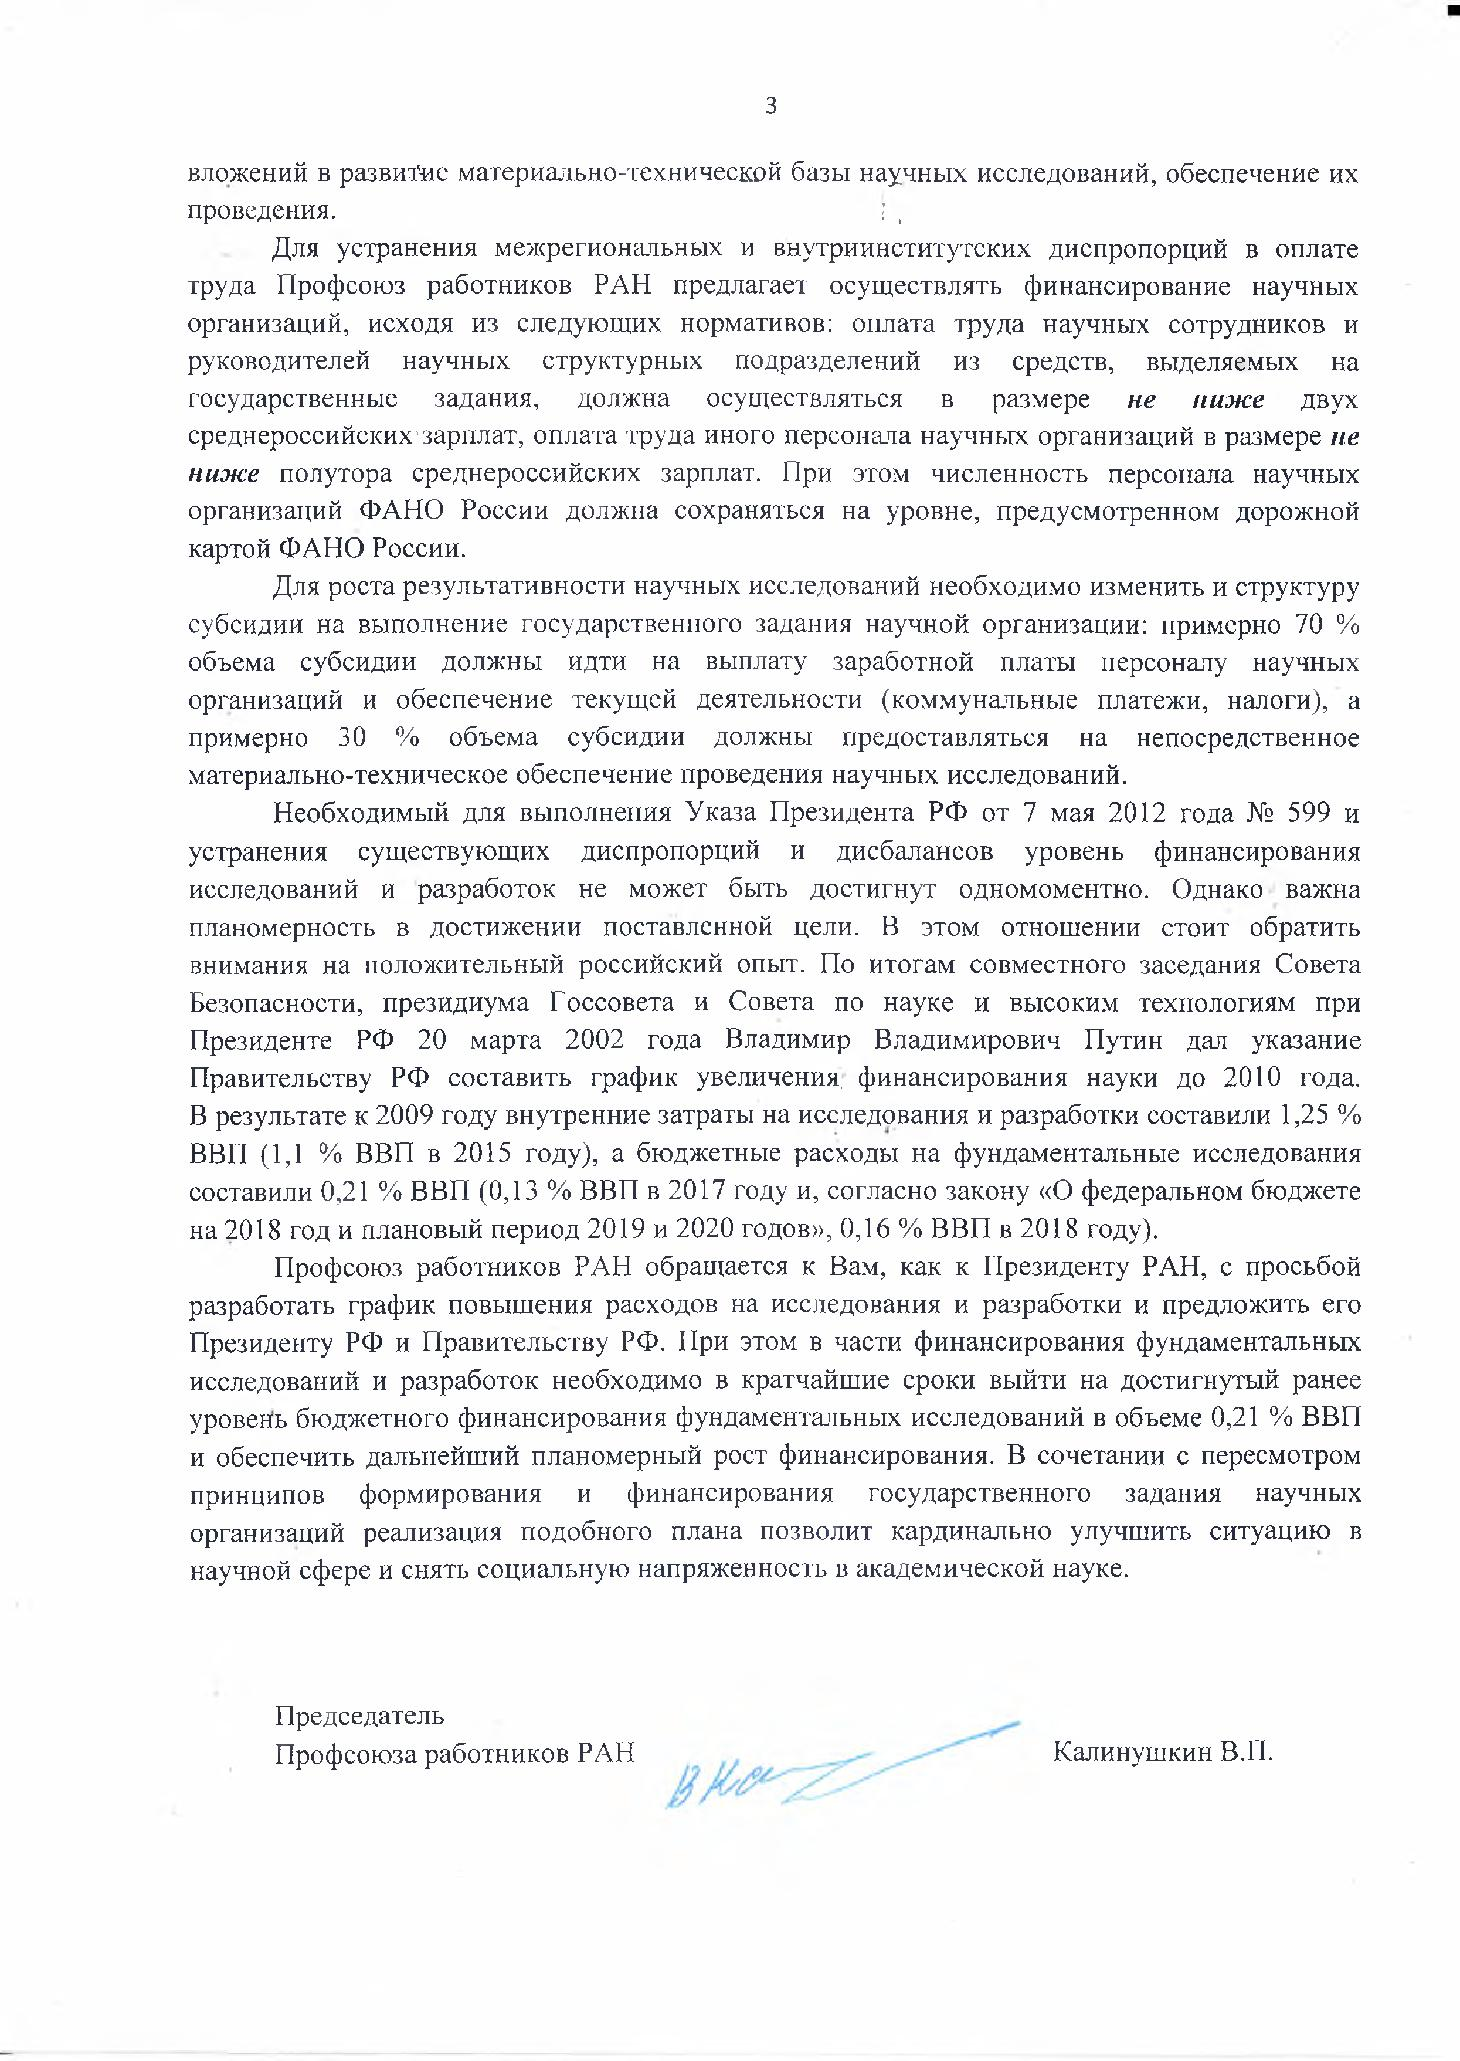 3
вложений в развитие материально-технической базы научных исследований, обеспечение их
проведения.
Для устранения межрегиональных и внутриинститутских диспропорций в оплате
труда Профсоюз работников РАН предлагает осуществлять финансирование научных
организаций, исходя из следующих нормативов: оплата труда научных сотрудников и
руководителей научных структурных подразделений из средств, выделяемых на
государственные задания, должна осуществляться в размере не ниже двух
среднероссийских зарплат, оплата труда иного персонала научных организаций в размере не
ниже полутора среднероссийских зарплат. При этом численность персонала научных
организаций ФАНО России должна сохраняться на уровне, предусмотренном дорожной
картой ФАНО России.
Для роста результативности научных исследований необходимо изменить и структуру
субсидии на выполнение государственного задания научной организации: примерно 70 %
объема субсидии должны идти на выплату заработной платы персоналу научных
организаций и обеспечение текущей деятельности (коммунальные платежи, налоги), а
примерно 30 % объема субсидии должны предоставляться на непосредственное
материально-техническое обеспечение проведения научных исследований.
Необходимый для выполнения Указа Президента РФ от 7 мая 2012 года № 599 и
устранения существующих диспропорций и дисбалансов уровень финансирования
исследований и разработок не может быть достигнут одномоментно. Однако важна
планомерность в достижении поставленной цели. В этом отношении стоит обратить
внимания на положительный российский опыт. По итогам совместного заседания Совета
Безопасности, президиума Госсовета и Совета по науке и высоким технологиям при
Президенте РФ 20 марта 2002 года Владимир Владимирович Путин дал указание
Правительству РФ составить график увеличения финансирования науки до 2010 года.
В результате к 2009 году внутренние затраты на исследования и разработки составили 1,25 %
ВВП (1,1 % ВВП в 2015 году), а бюджетные расходы на фундаментальные исследования
составили 0,21 % ВВП (0,13 % ВВП в 2017 году и, согласно закону «О федеральном бюджете
на 2018 год и плановый период 2019 и 2020 годов», 0,16 % ВВП в 2018 году).
Профсоюз работников РАН обращается к Вам, как к Президенту РАН, с просьбой
разработать график повышения расходов на исследования и разработки и предложить его
Президенту РФ и Правительству РФ. При этом в части финансирования фундаментальных
исследований и разработок необходимо в кратчайшие сроки выйти на достигнутый ранее
уровень бюджетного финансирования фундаментальных исследований в объеме 0,21 % ВВП
и обеспечить дальнейший планомерный рост финансирования. В сочетании с пересмотром
принципов формирования и финансирования государственного задания научных
организаций реализация подобного плана позволит кардинально улучшить ситуацию в
научной сфере и снять социальную напряженность в академической науке.
Председатель
Профсоюза работников РАН
Калинушкин В.П.